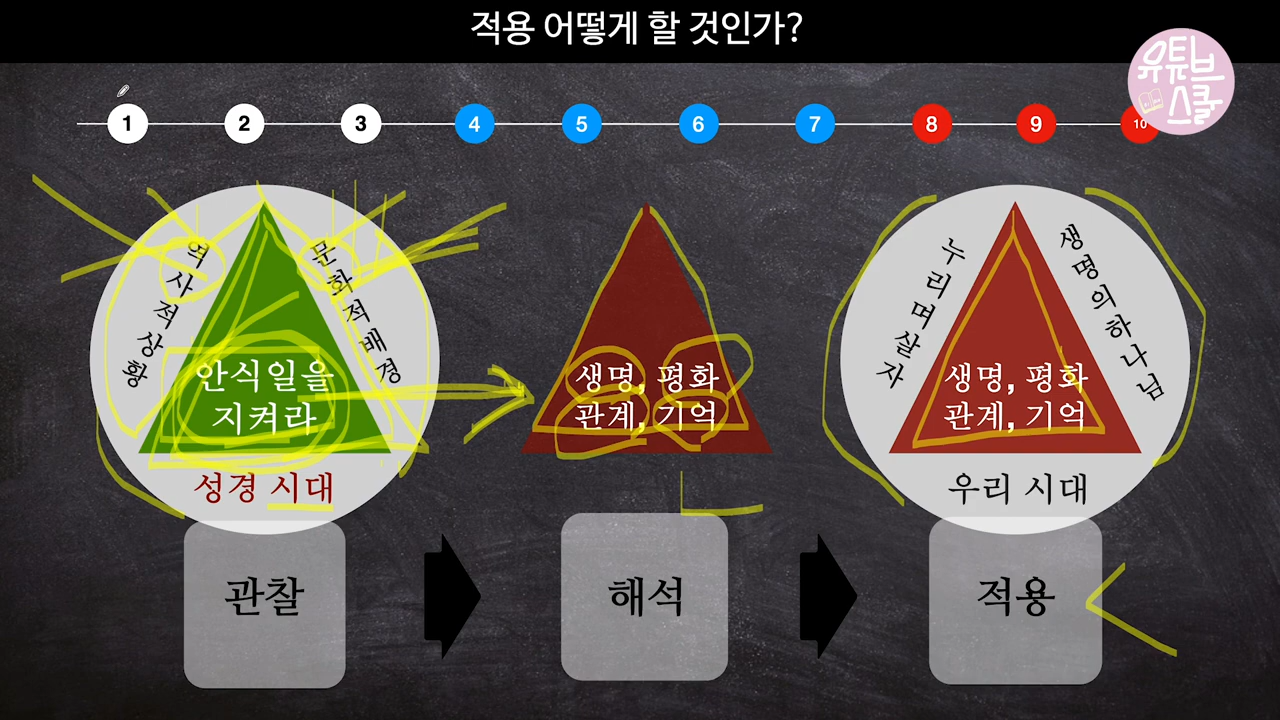 적용 어떻게 할 것인가?
유튜브
스쿨
1 2 3 4 5 6 7 8 9 10
역사적상황
문화적배경
안식일을
지켜라
성경 시대
생명, 평화
관계, 기억
누리며살자
생명의하나님
생명, 평화
관계, 기억
우리 시대
관찰
해석
적용